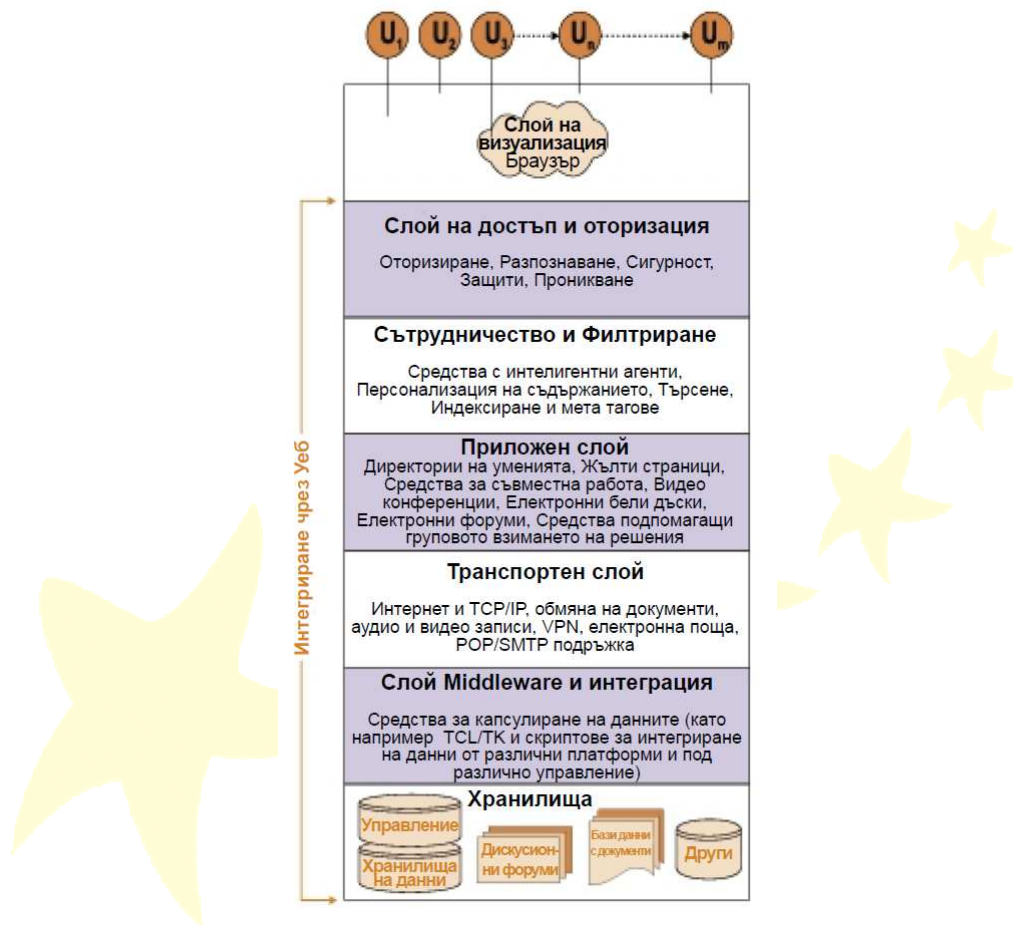 U1 U2 U3 Un Um
Слой на
визуализация
Браузър
Слой на достъп и оторизация
Оторизиране, Разпознаване, Сигурност,
Защити, Проникване
Сътрудничество и Филтриране
Средства с интелигентни агенти,
Персонализация на съдържанието, Търсене,
Индексиране и мета тагове
Приложен слой
Директории на уменията, Жълти страници,
Средства за съвместна работа, Видео
конференции, Електронни бели дъски,
Електронни форуми, Средства подпомагащи
груповото взимането на решения
Транспортен слой
Интернет и TCP/IP, обмяна на документи,
аудио и видео записи, VPN, електронна поща,
POP/SMTP подръжка
Слой Middleware и интеграция
Средства за капсулиране на данните (като
например TCL/TK и скриптове за интегриране
на данни от различни платформи и под
различно управление)
Хранилища
Управление
Хранилища
на данни
Дискусион-
ни форуми
Бази данни
с документи
Други
Интегриране чрез Уеб